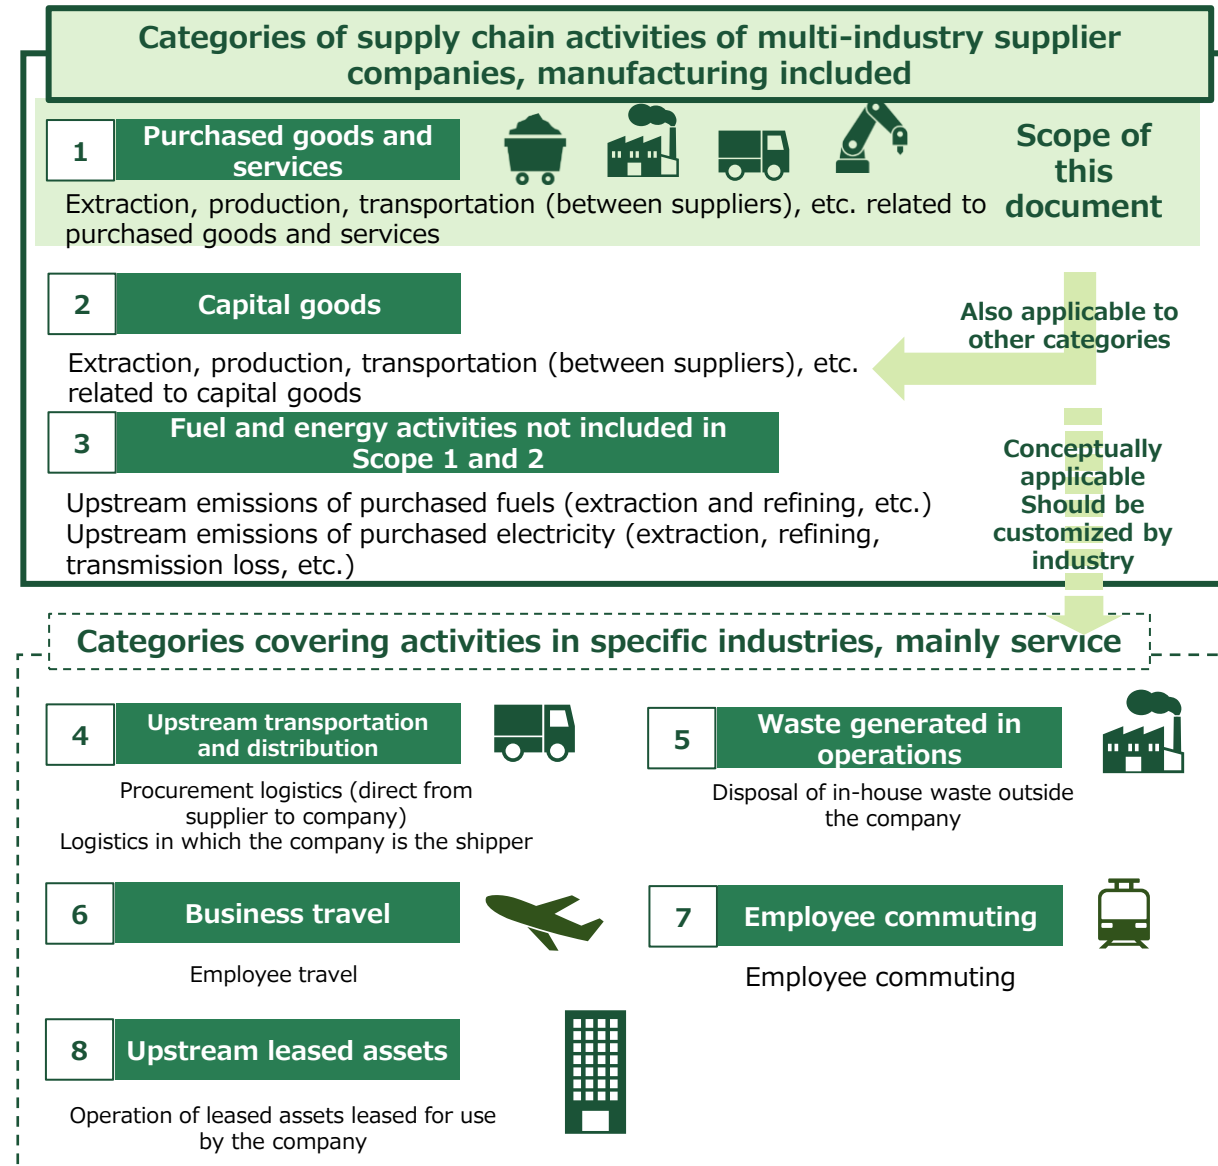 Categories of supply chain activities of multi-industry supplier
companies, manufacturing included
1
Purchased goods and
services
Scope of
this
document
Extraction, production, transportation (between suppliers), etc. related to
purchased goods and services
2
Capital goods
Also applicable to
other categories
Extraction, production, transportation (between suppliers), etc.
related to capital goods
3
Fuel and energy activities not included in
Scope 1 and 2
Conceptually
applicable
Should be
customized by
industry
Upstream emissions of purchased fuels (extraction and refining, etc.)
Upstream emissions of purchased electricity (extraction, refining,
transmission loss, etc.)
Categories covering activities in specific industries, mainly service
4
Upstream transportation
and distribution
Procurement logistics (direct from
supplier to company)
Logistics in which the company is the shipper
5
Waste generated in
operations
Disposal of in-house waste outside
the company
6
Business travel
Employee travel
7
Employee commuting
Employee commuting
8
Upstream leased assets
Operation of leased assets leased for use
by the company